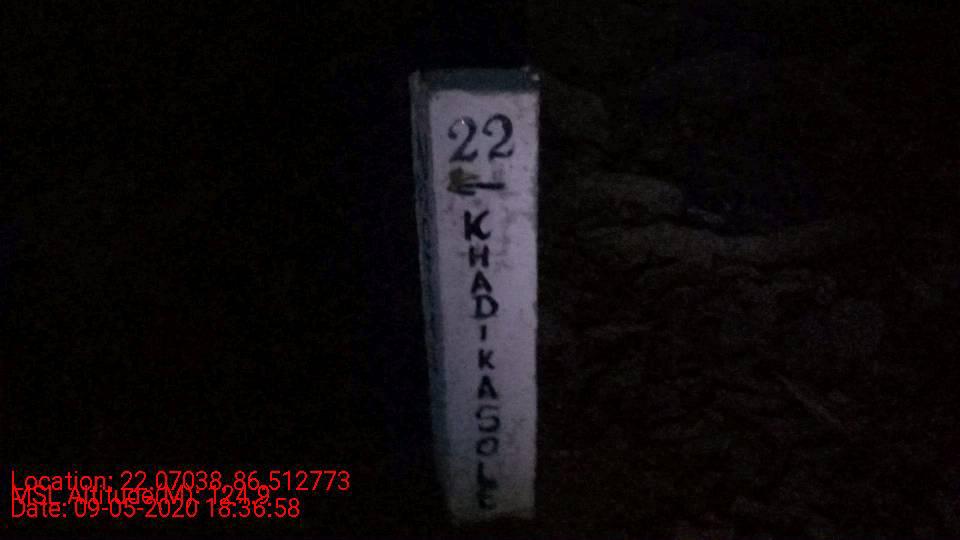 22
←
KHADIKASOLE
Location: 22.07038, 86.512773
MSL Altitude(M): 124.9
Date: 09-05-2020 18:36:58